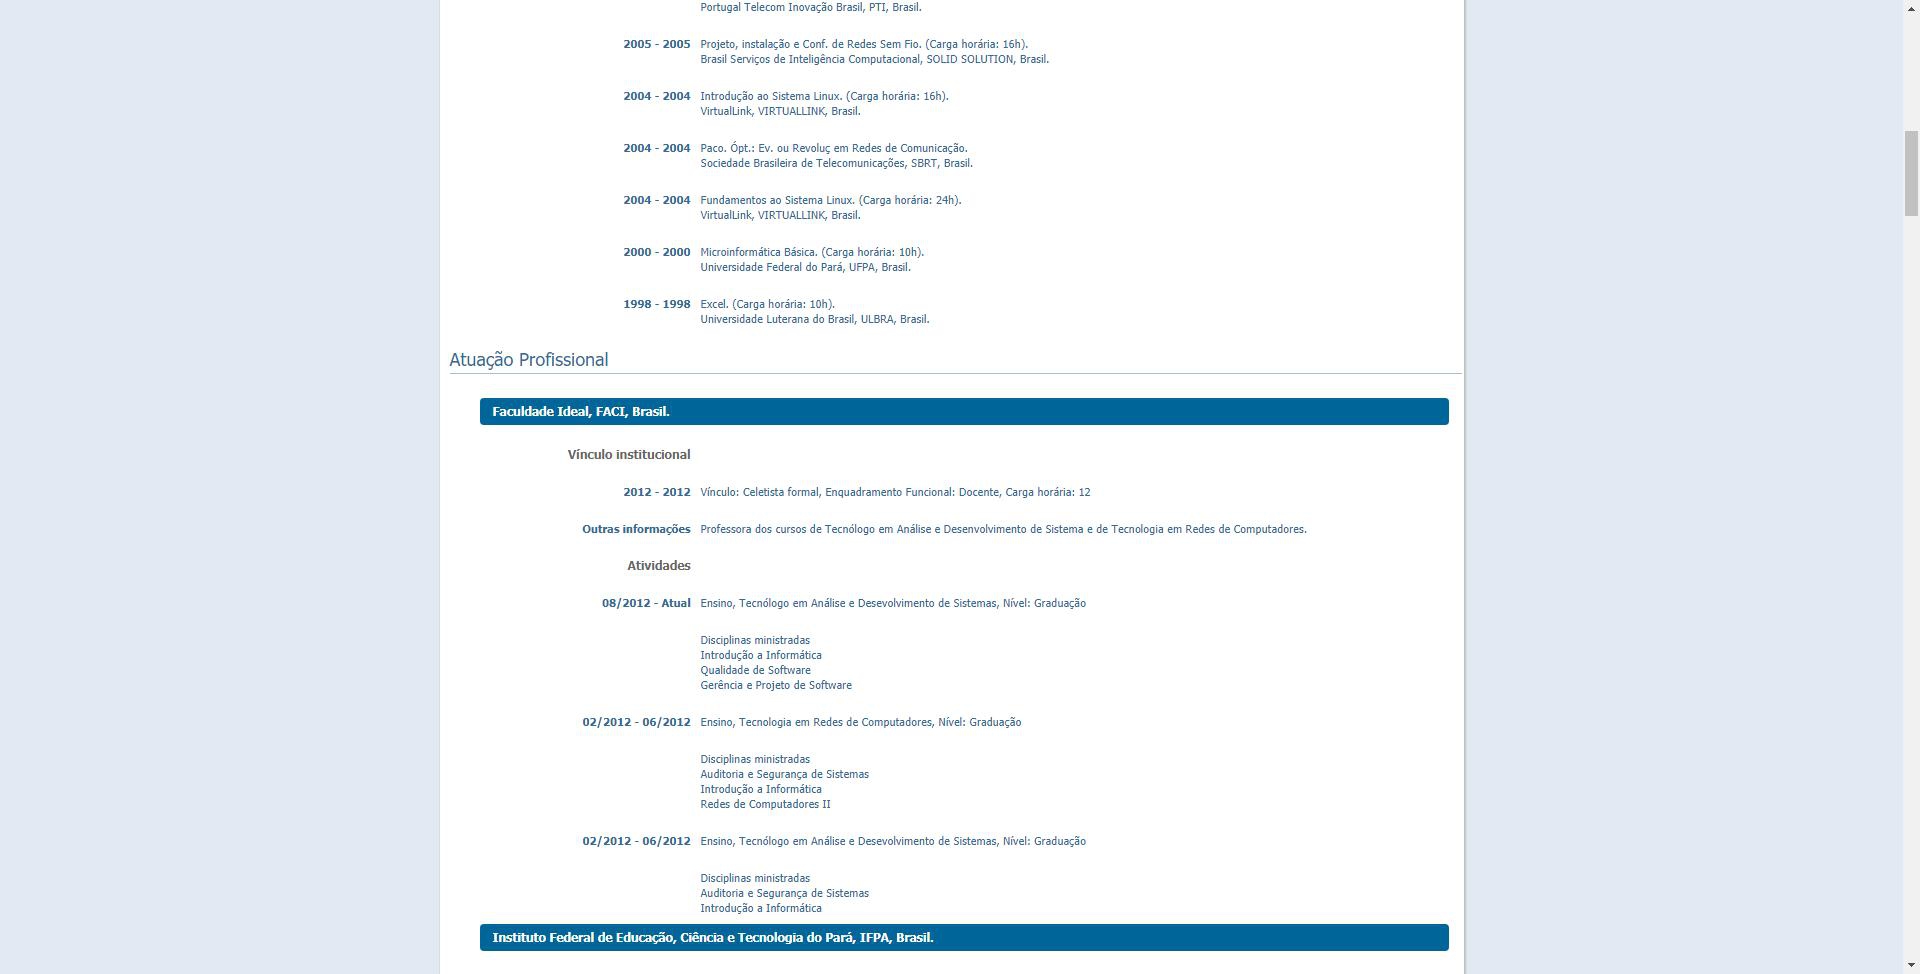 Portugal Telecom Inovação Brasil, PTI, Brasil.
2005 - 2005 Projeto, instalação e Conf. de Redes Sem Fio. (Carga horária: 16h).
Brasil Serviços de Inteligência Computacional, SOLID SOLUTION, Brasil.
2004 - 2004 Introdução ao Sistema Linux. (Carga horária: 16h).
VirtualLink, VIRTUALLINK, Brasil.
2004 - 2004 Paco. Ópt.: Ev. ou Revoluç em Redes de Comunicação.
Sociedade Brasileira de Telecomunicações, SBRT, Brasil.
2004 - 2004 Fundamentos ao Sistema Linux. (Carga horária: 24h).
VirtualLink, VIRTUALLINK, Brasil.
2000 - 2000 Microinformática Básica. (Carga horária: 10h).
Universidade Federal do Pará, UFPA, Brasil.
1998 - 1998 Excel. (Carga horária: 10h).
Universidade Luterana do Brasil, ULBRA, Brasil.
Atuação Profissional
Faculdade Ideal, FACI, Brasil.
Vínculo institucional
2012 - 2012 Vínculo: Celetista formal, Enquadramento Funcional: Docente, Carga horária: 12
Outras informações Professora dos cursos de Tecnólogo em Análise e Desenvolvimento de Sistema e de Tecnologia em Redes de Computadores.
Atividades
08/2012 - Atual Ensino, Tecnólogo em Análise e Desevolvimento de Sistemas, Nível: Graduação
Disciplinas ministradas
Introdução a Informática
Qualidade de Software
Gerência e Projeto de Software
02/2012 - 06/2012 Ensino, Tecnologia em Redes de Computadores, Nível: Graduação
Disciplinas ministradas
Auditoria e Segurança de Sistemas
Introdução a Informática
Redes de Computadores II
02/2012 - 06/2012 Ensino, Tecnólogo em Análise e Desevolvimento de Sistemas, Nível: Graduação
Disciplinas ministradas
Auditoria e Segurança de Sistemas
Introdução a Informática
Instituto Federal de Educação, Ciência e Tecnologia do Pará, IFPA, Brasil.